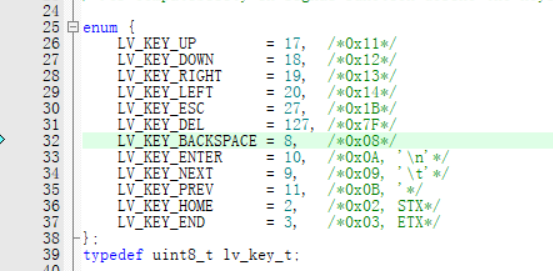 24
25 enum {
26 LV_KEY_UP = 17, /*0x11*/
27 LV_KEY_DOWN = 18, /*0x12*/
28 LV_KEY_RIGHT = 19, /*0x13*/
29 LV_KEY_LEFT = 20, /*0x14*/
30 LV_KEY_ESC = 27, /*0x1B*/
31 LV_KEY_DEL = 127, /*0x7F*/
32 LV_KEY_BACKSPACE = 8, /*0x08*/
33 LV_KEY_ENTER = 10, /*0x0A, '\n'*/
34 LV_KEY_NEXT = 9, /*0x09, '\t'*/
35 LV_KEY_PREV = 11, /*0x0B, '*/
36 LV_KEY_HOME = 2, /*0x02, STX*/
37 LV_KEY_END = 3, /*0x03, ETX*/
38 };
39 typedef uint8_t lv_key_t;